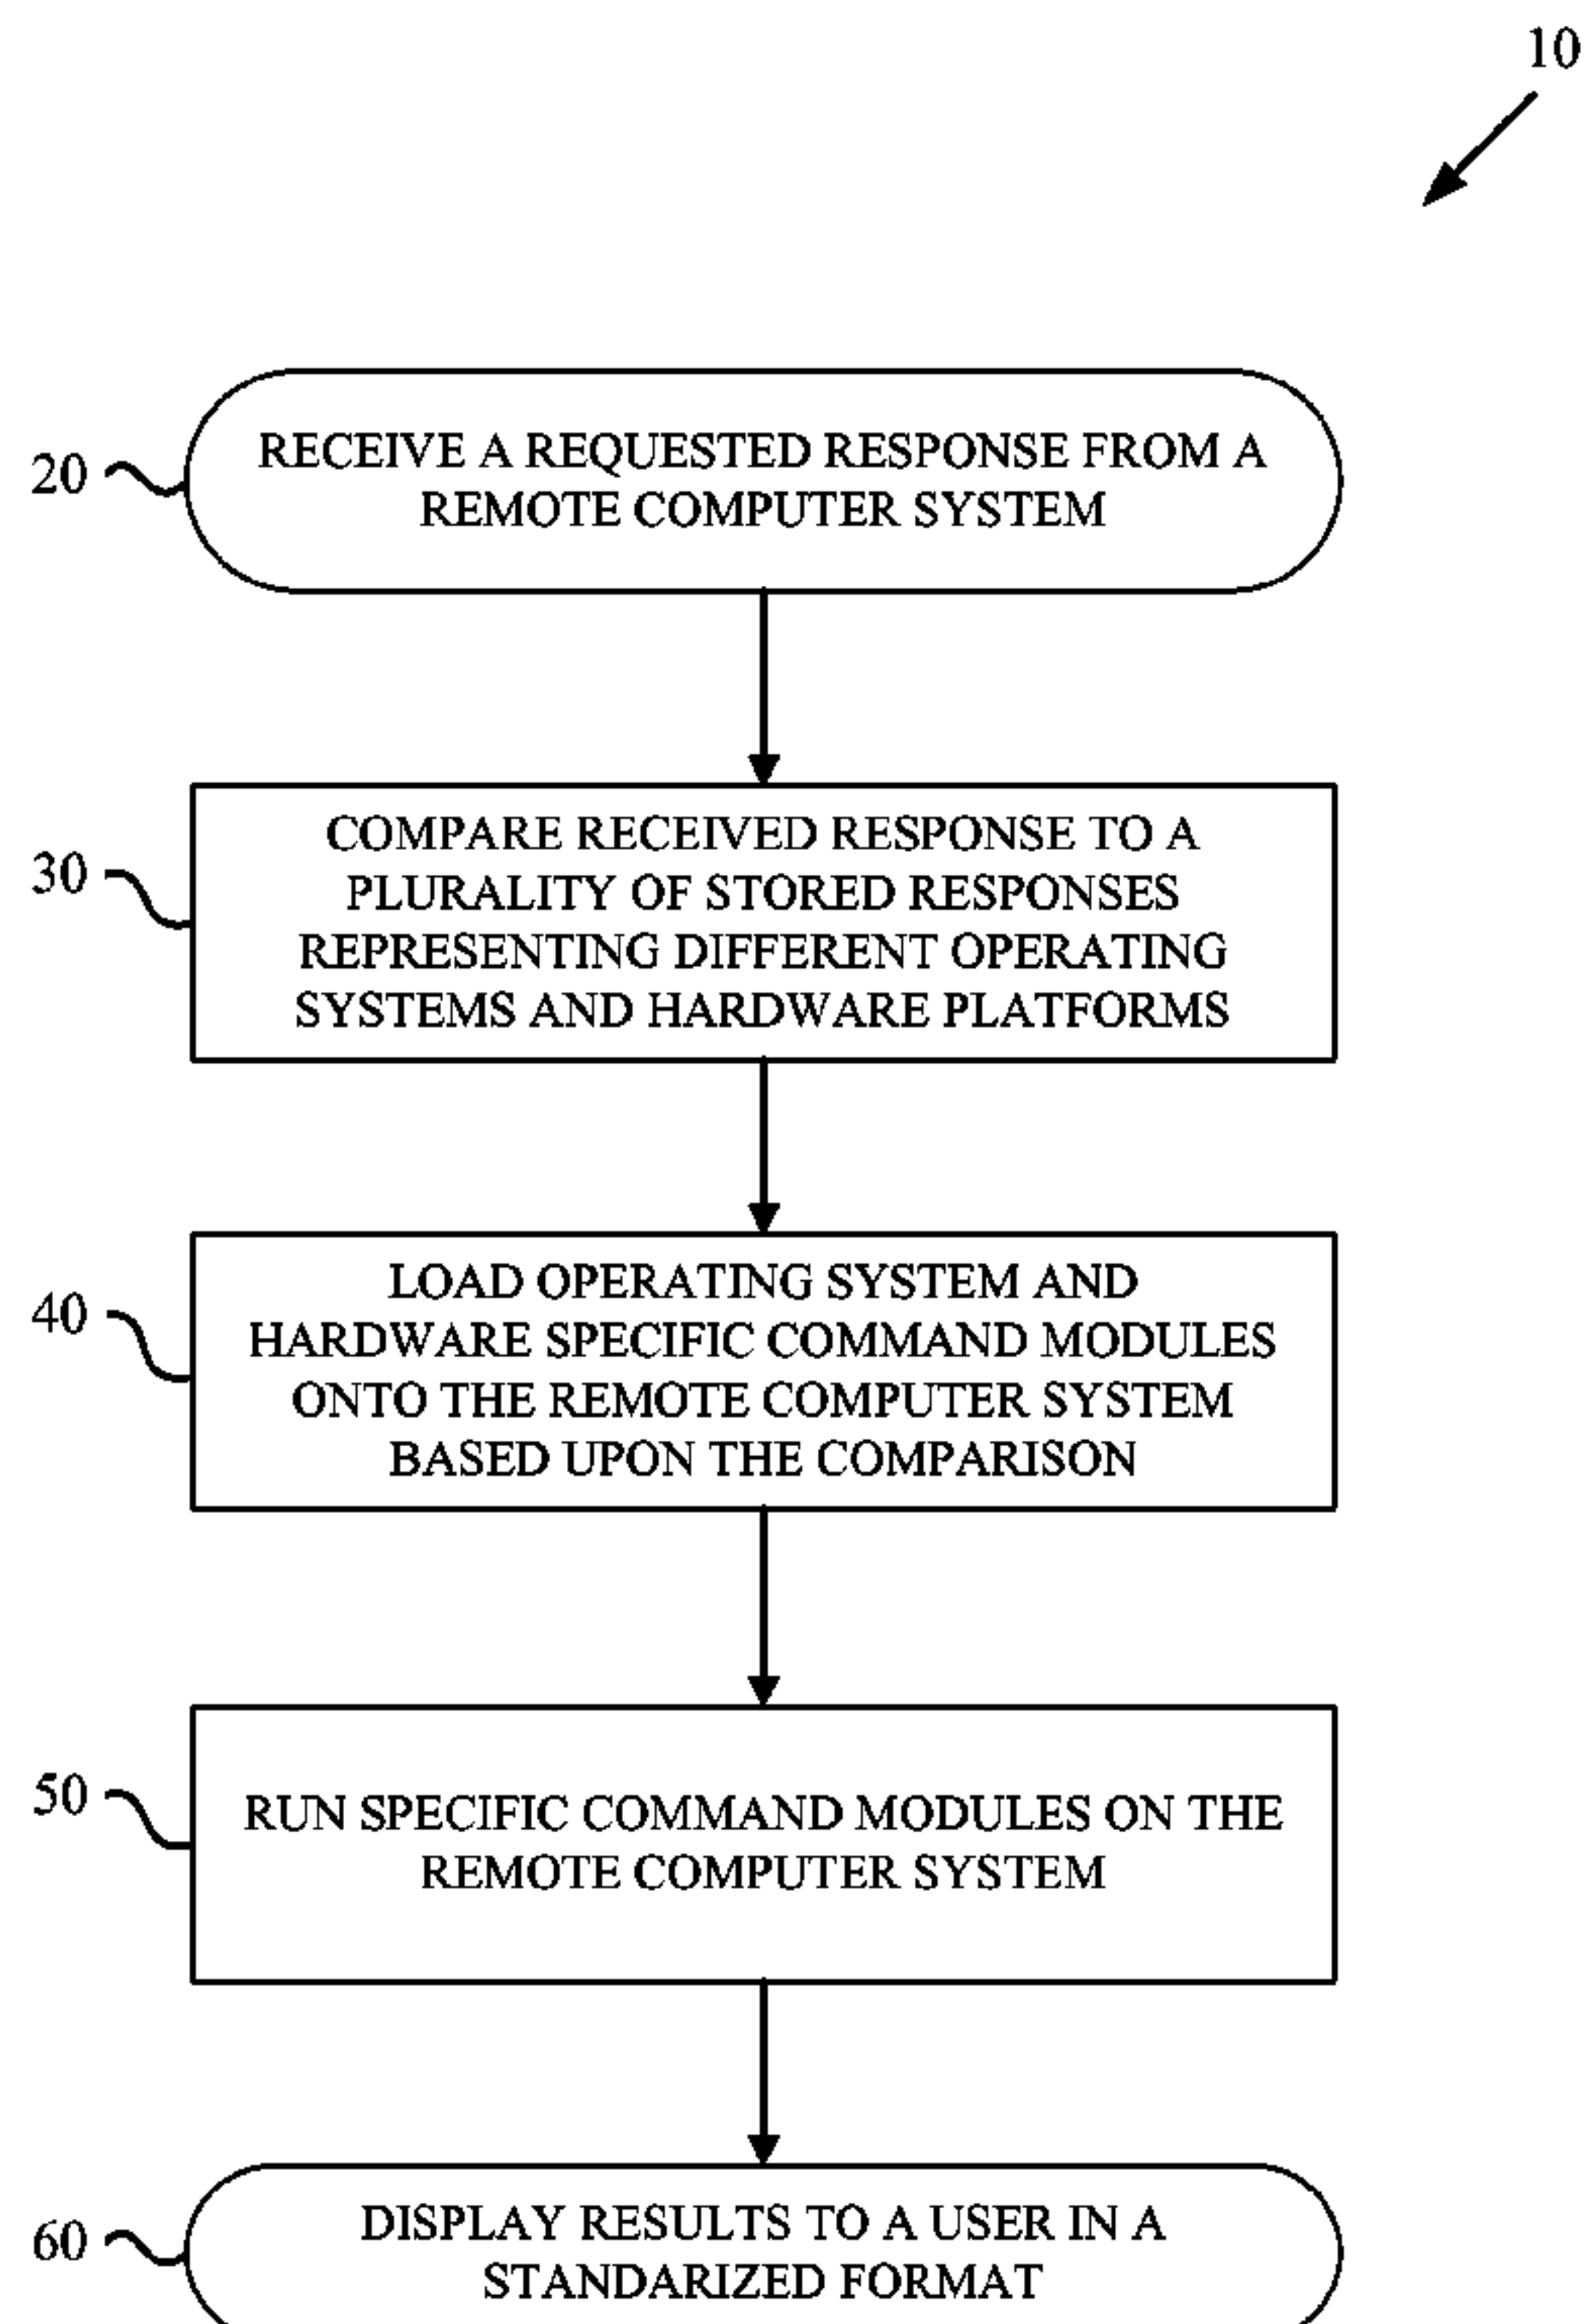 10
20
RECEIVE A REQUESTED RESPONSE FROM A
REMOTE COMPUTER SYSTEM
30
COMPARE RECEIVED RESPONSE TO A
PLURALITY OF STORED RESPONSES
REPRESENTING DIFFERENT OPERATING
SYSTEMS AND HARDWARE PLATFORMS
40
LOAD OPERATING SYSTEM AND
HARDWARE SPECIFIC COMMAND MODULES
ONTO THE REMOTE COMPUTER SYSTEM
BASED UPON THE COMPARISON
50
RUN SPECIFIC COMMAND MODULES ON THE
REMOTE COMPUTER SYSTEM
60
DISPLAY RESULTS TO A USER IN A
STANDARIZED FORMAT